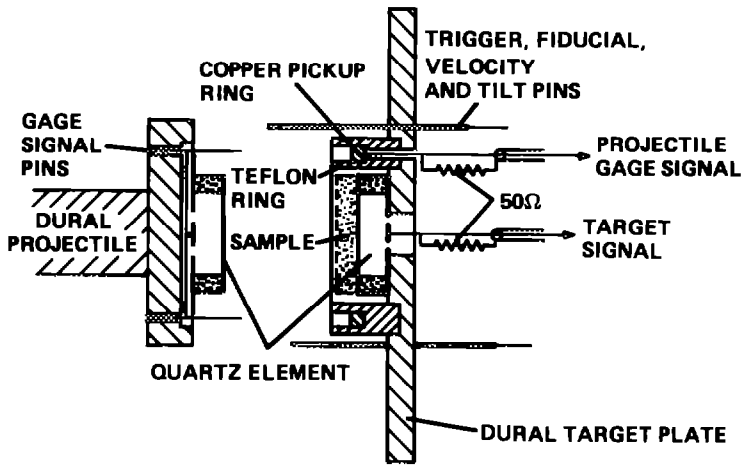 TRIGGER, FIDUCIAL,
VELOCITY
AND TILT PINS
COPPER PICKUP
RING
GAGE
SIGNAL
PINS
PROJECTILE
GAGE SIGNAL
TEFLON
RING
50Ω
DURAL
PROJECTILE
SAMPLE
TARGET
SIGNAL
QUARTZ ELEMENT
DURAL TARGET PLATE